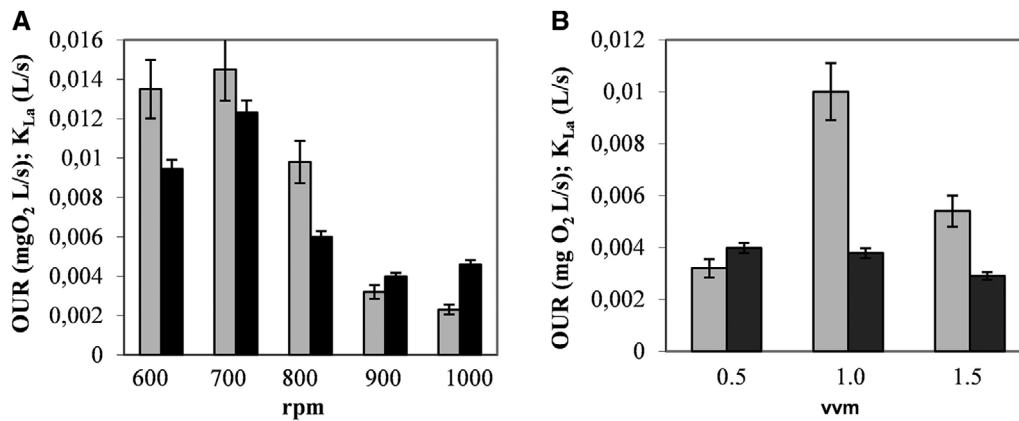 A
OUR (mgO₂ L/s); K_La (L/s)
0,016
0,014
0,012
0,01
0,008
0,006
0,004
0,002
0
600 700 800 900 1000
rpm
B
OUR (mg O₂ L/s); K_La (L/s)
0,012
0,01
0,008
0,006
0,004
0,002
0
0.5 1.0 1.5
vvm